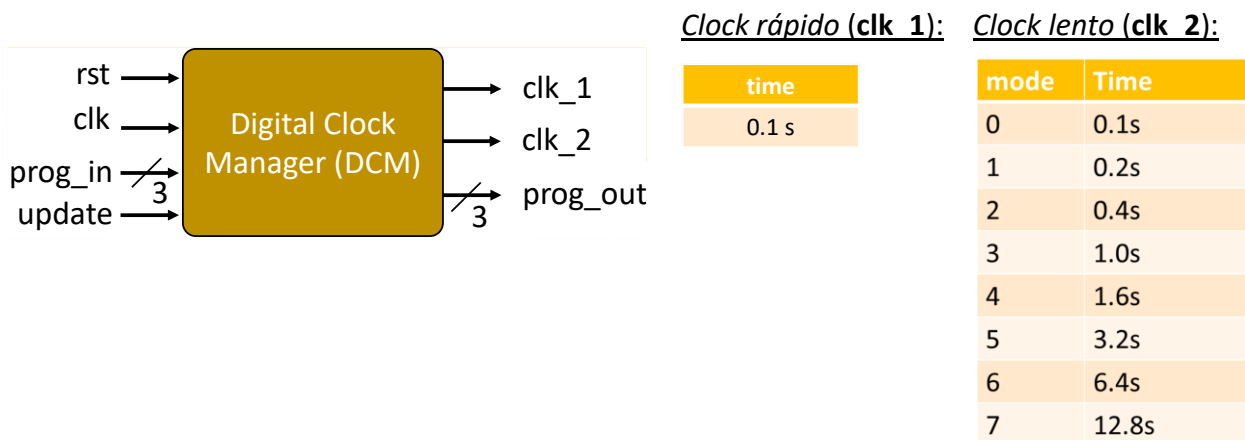 Clock rápido (clk_1):
Clock lento (clk_2):
rst
clk
prog_in
3
update
Digital Clock
Manager (DCM)
clk_1
clk_2
prog_out
3
time
0.1 s
mode Time
0 0.1s
1 0.2s
2 0.4s
3 1.0s
4 1.6s
5 3.2s
6 6.4s
7 12.8s